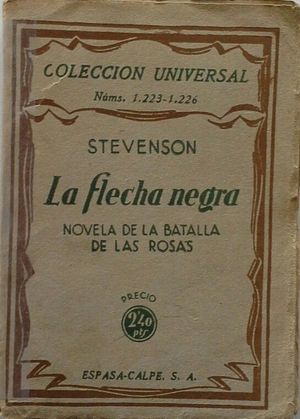 COLECCION UNIVERSAL
Núms. 1.223-1.226
STEVENSON
La flecha negra
NOVELA DE LA BATALLA
DE LAS ROSAS
PRECIO
2'40
pts
ESPASA-CALPE. S. A.